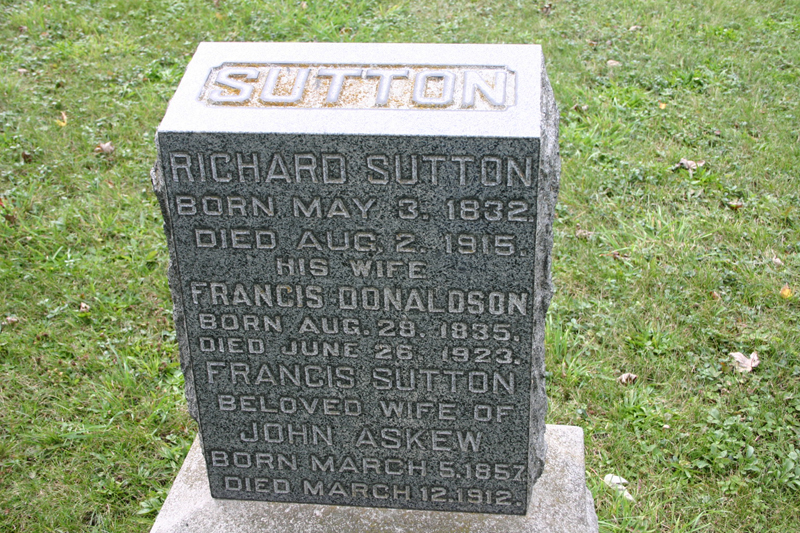 SUTTON
RICHARD SUTTON
BORN MAY. 3. 1832.
DIED AUG. 2. 1915.
HIS WIFE
FRANCIS DONALDSON
BORN AUG. 28. 1835.
DIED JUNE 26. 1923.
FRANCIS SUTTON
BELOVED WIFE OF
JOHN ASKEW
BORN MARCH 5.1857
DIED MARCH 12.1912.